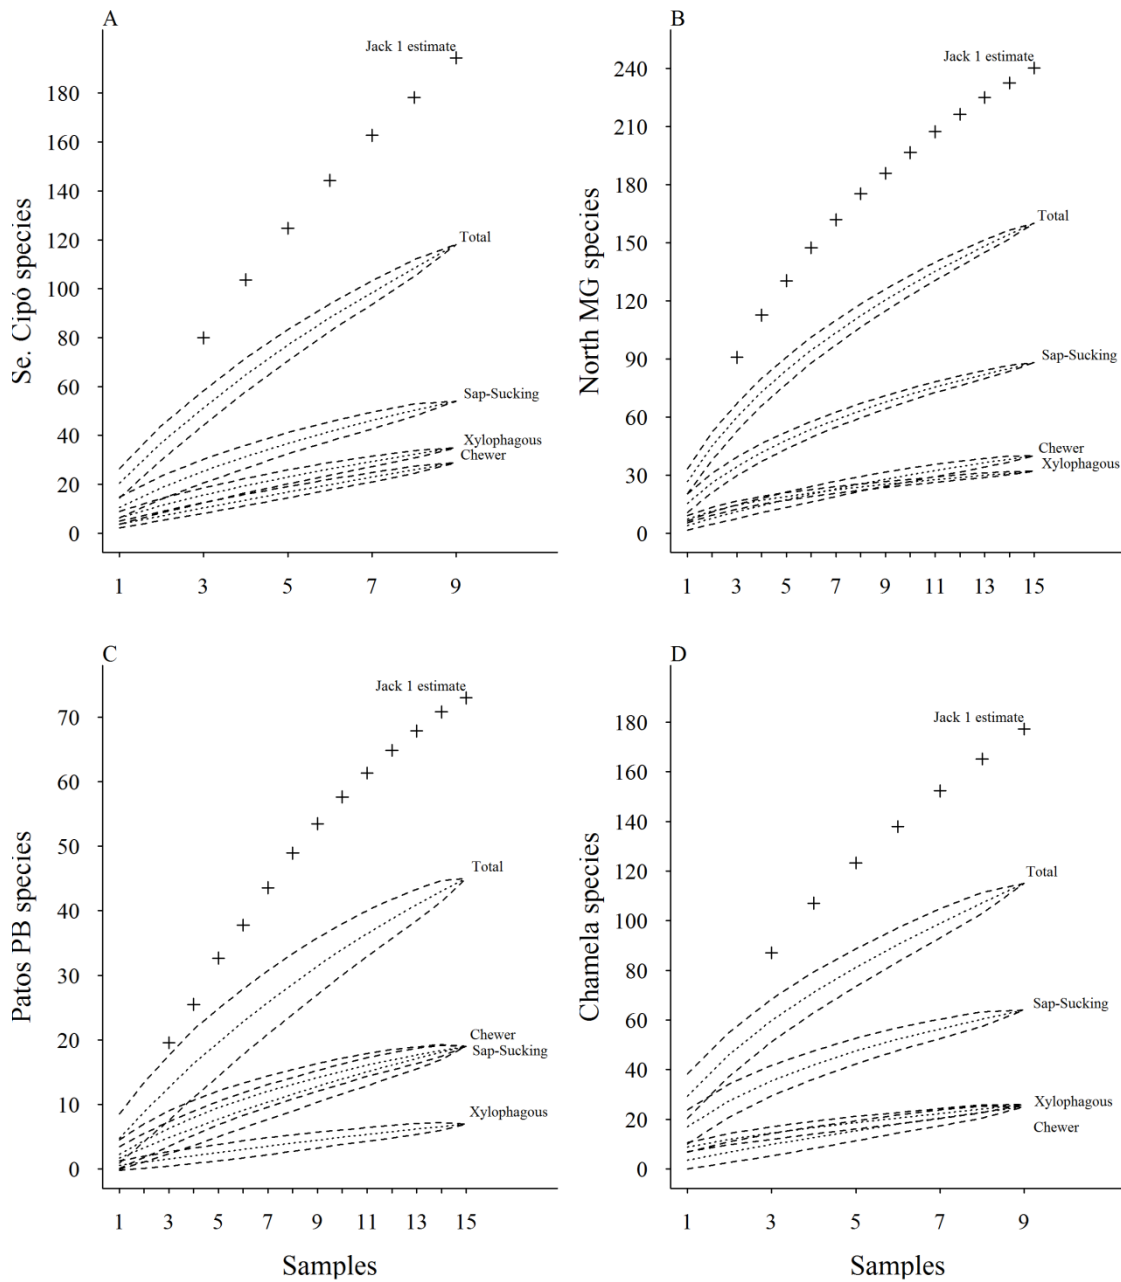 A
Jack 1 estimate
180
160
140
120
100
80
60
40
20
0
Se. Cipó species
Total
Sap-Sucking
Xylophagous
Chewer
1 3 5 7 9
B
Jack 1 estimate
240
210
180
150
120
90
60
30
0
North MG species
Total
Sap-Sucking
Chewer
Xylophagous
1 3 5 7 9 11 13 15
C
Jack 1 estimate
70
60
50
40
30
20
10
0
Patos PB species
Total
Chewer
Sap-Sucking
Xylophagous
1 3 5 7 9 11 13 15
Samples
D
Jack 1 estimate
180
160
140
120
100
80
60
40
20
0
Chamela species
Total
Sap-Sucking
Xylophagous
Chewer
1 3 5 7 9
Samples